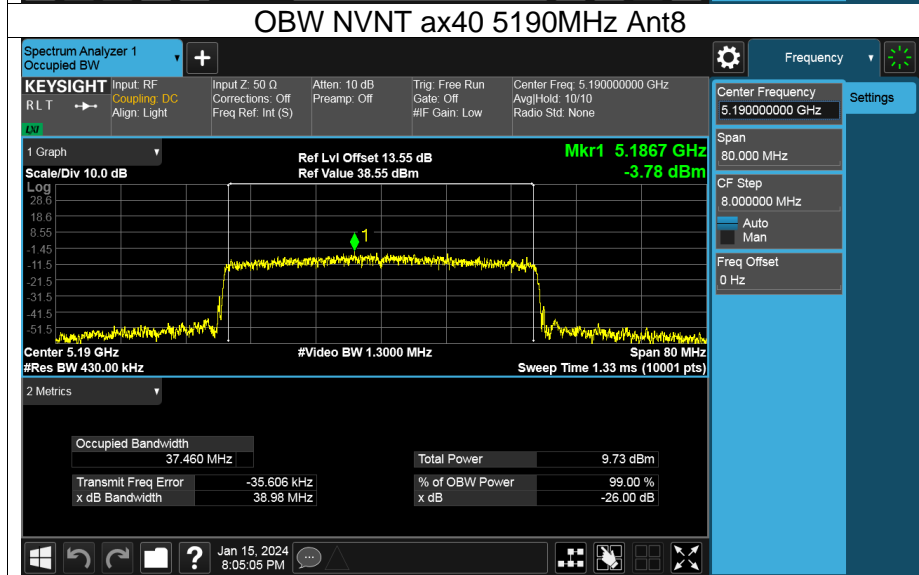 OBW NVNT ax40 5190MHz Ant8
Spectrum Analyzer 1
Occupied BW
+
Frequency
KEYSIGHT Input: RF Input Z: 50 Ω Atten: 10 dB Trig: Free Run Center Freq: 5.190000000 GHz
RLT Coupling: DC Corrections: Off Preamp: Off Gate: Off Avg|Hold: 10/10
Align: Light Freq Ref: Int (S) #IF Gain: Low Radio Std: None
LXI
Center Frequency
5.190000000 GHz
Settings
Span
80.000 MHz
CF Step
8.000000 MHz
Auto
Man
Freq Offset
0 Hz
1 Graph
Ref Lvl Offset 13.55 dB Mkr1 5.1867 GHz
Scale/Div 10.0 dB Ref Value 38.55 dBm -3.78 dBm
Log
28.6
18.6
8.55
1
-1.45
-11.5
-21.5
-31.5
-41.5
-51.5
Center 5.19 GHz #Video BW 1.3000 MHz Span 80 MHz
#Res BW 430.00 kHz Sweep Time 1.33 ms (10001 pts)
2 Metrics
Occupied Bandwidth
37.460 MHz Total Power 9.73 dBm
Transmit Freq Error -35.606 kHz % of OBW Power 99.00 %
x dB Bandwidth 38.98 MHz x dB -26.00 dB
? Jan 15, 2024
8:05:05 PM